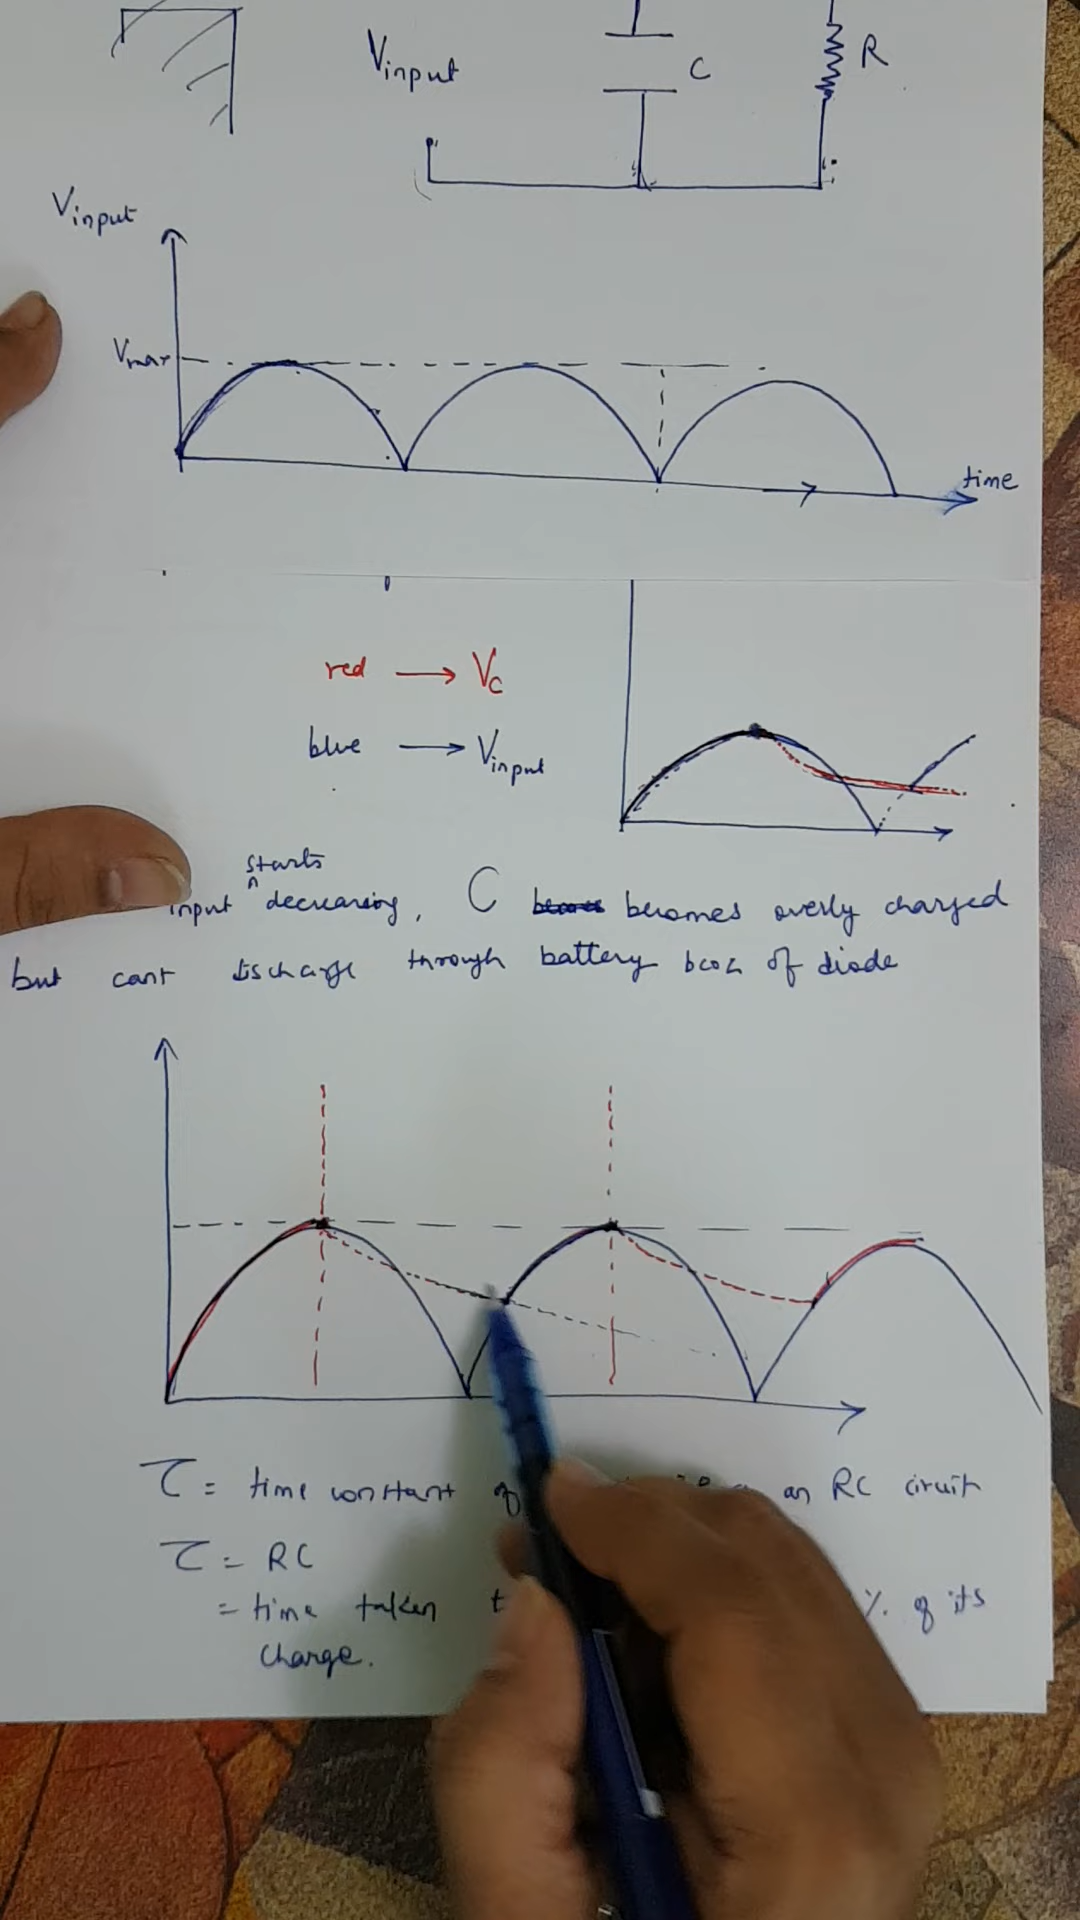 Vinput
C
R
Vinput
Vmax
time
red → Vc
blue → Vinput
starts
input decreasing, C becomes overly charged
but cant discharge through battery bcoz of diode
τ = time constant of an RC circuit
τ = RC
= time taken % of its
charge.